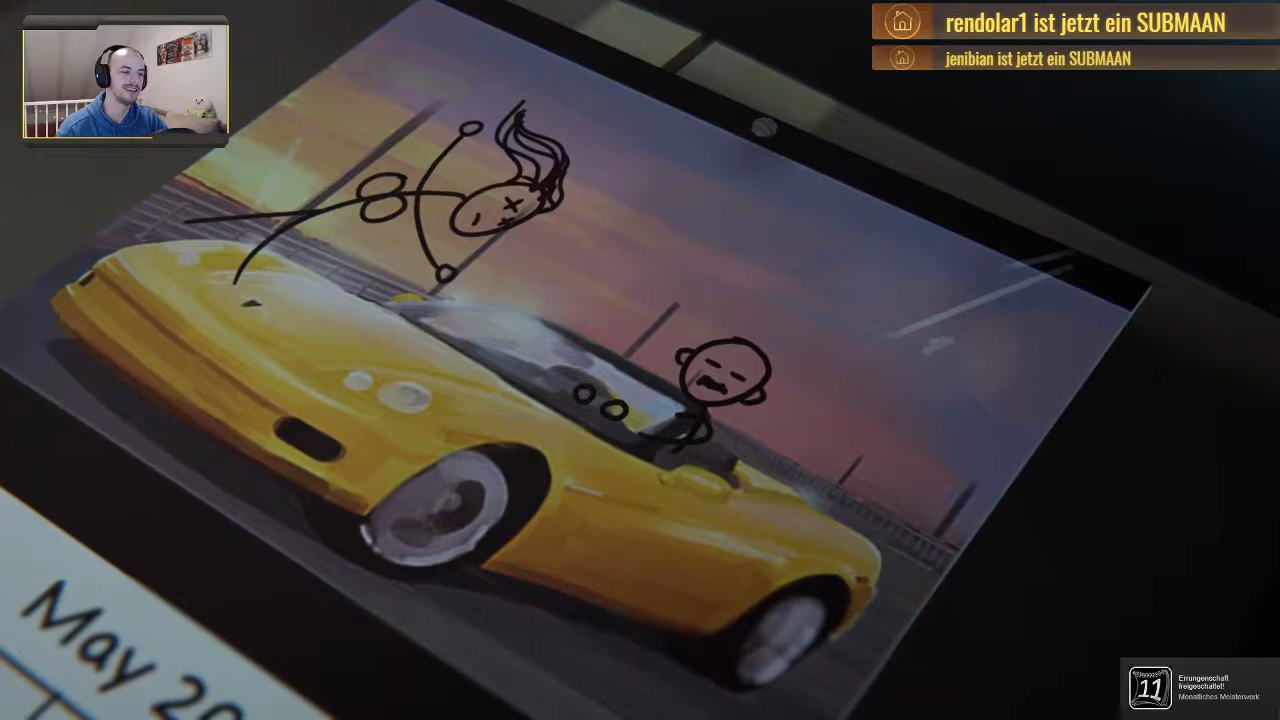 rendolar1 ist jetzt ein SUBMAAN
jenibian ist jetzt ein SUBMAAN
May 20
11
Errungenschaft
freigeschaltet!
Monatliches Meisterwerk